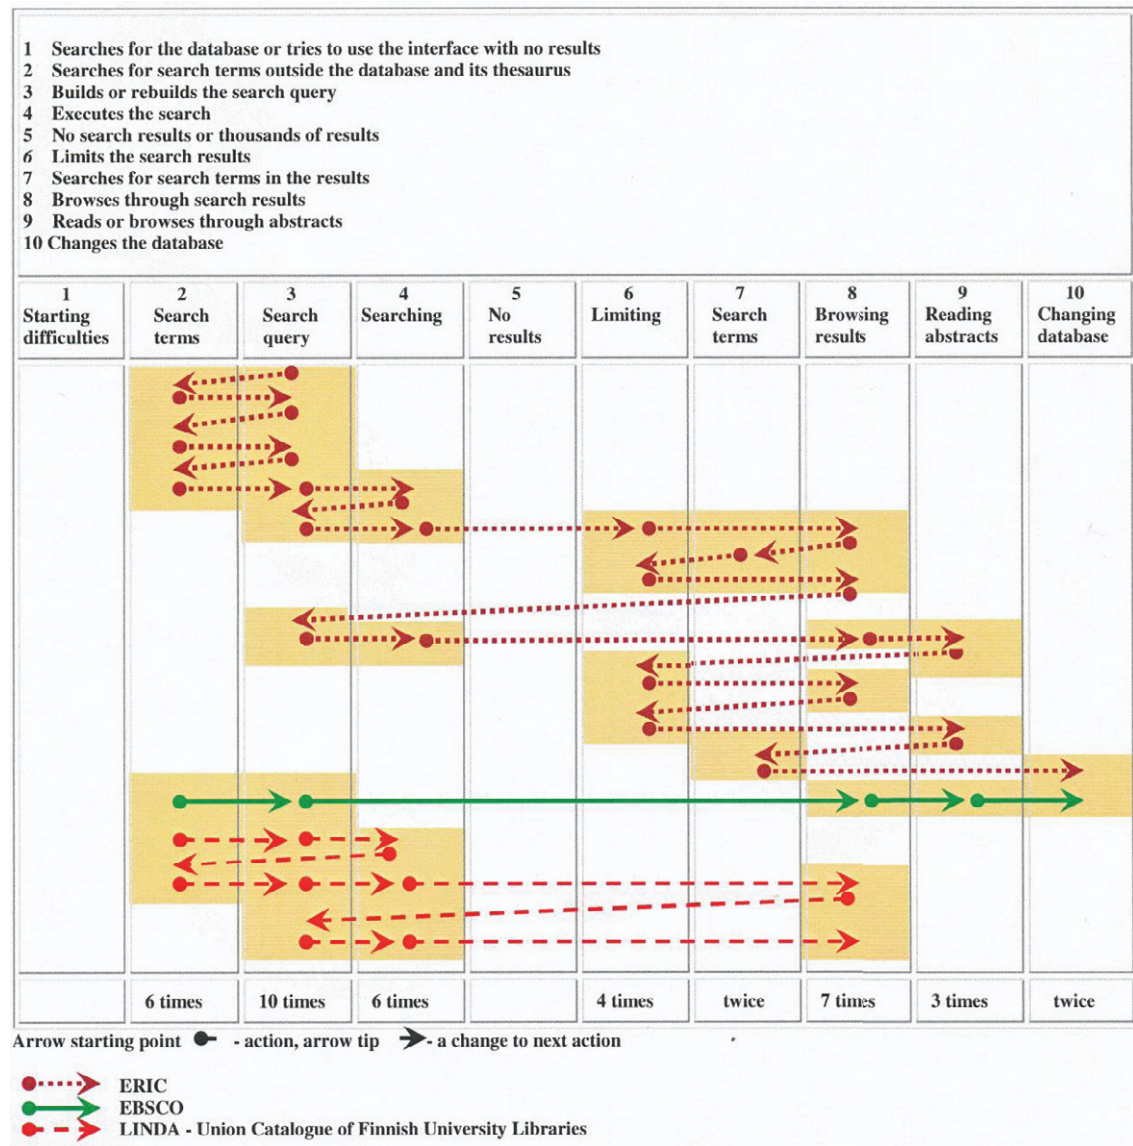 1 Searches for the database or tries to use the interface with no results
2 Searches for search terms outside the database and its thesaurus
3 Builds or rebuilds the search query
4 Executes the search
5 No search results or thousands of results
6 Limits the search results
7 Searches for search terms in the results
8 Browses through search results
9 Reads or browses through abstracts
10 Changes the database
1 2 3 4 5 6 7 8 9 10
Starting Search Search Searching No Limiting Search Browsing Reading Changing
difficulties terms query results terms results abstracts database
6 times 10 times 6 times 4 times twice 7 times 3 times twice
Arrow starting point - action, arrow tip - a change to next action
ERIC
EBSCO
LINDA - Union Catalogue of Finnish University Libraries